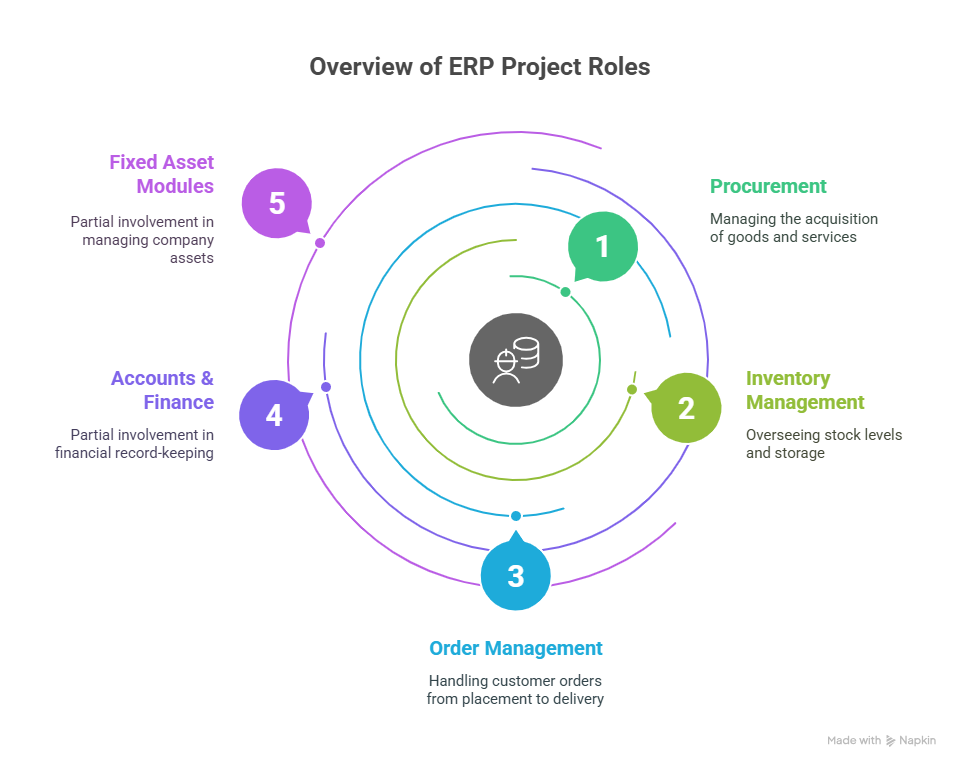 Overview of ERP Project Roles
1
Procurement
Managing the acquisition
of goods and services
2
Inventory
Management
Overseeing stock levels
and storage
3
Order Management
Handling customer orders
from placement to delivery
4
Accounts &
Finance
Partial involvement in
financial record-keeping
5
Fixed Asset
Modules
Partial involvement in
managing company
assets
Made with Napkin